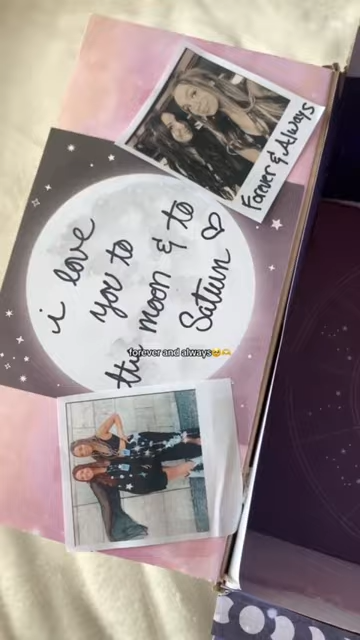 Forever & Always
i love
you to
the moon & to
Saturn ♡
forever and always🥹🫶